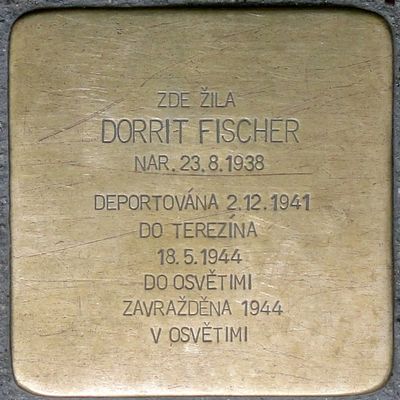 ZDE ŽILA
DORRIT FISCHER
NAR. 23.8.1938
DEPORTOVÁNA 2.12.1941
DO TEREZÍNA
18.5.1944
DO OSVĚTIMI
ZAVRAŽDĚNA 1944
V OSVĚTIMI